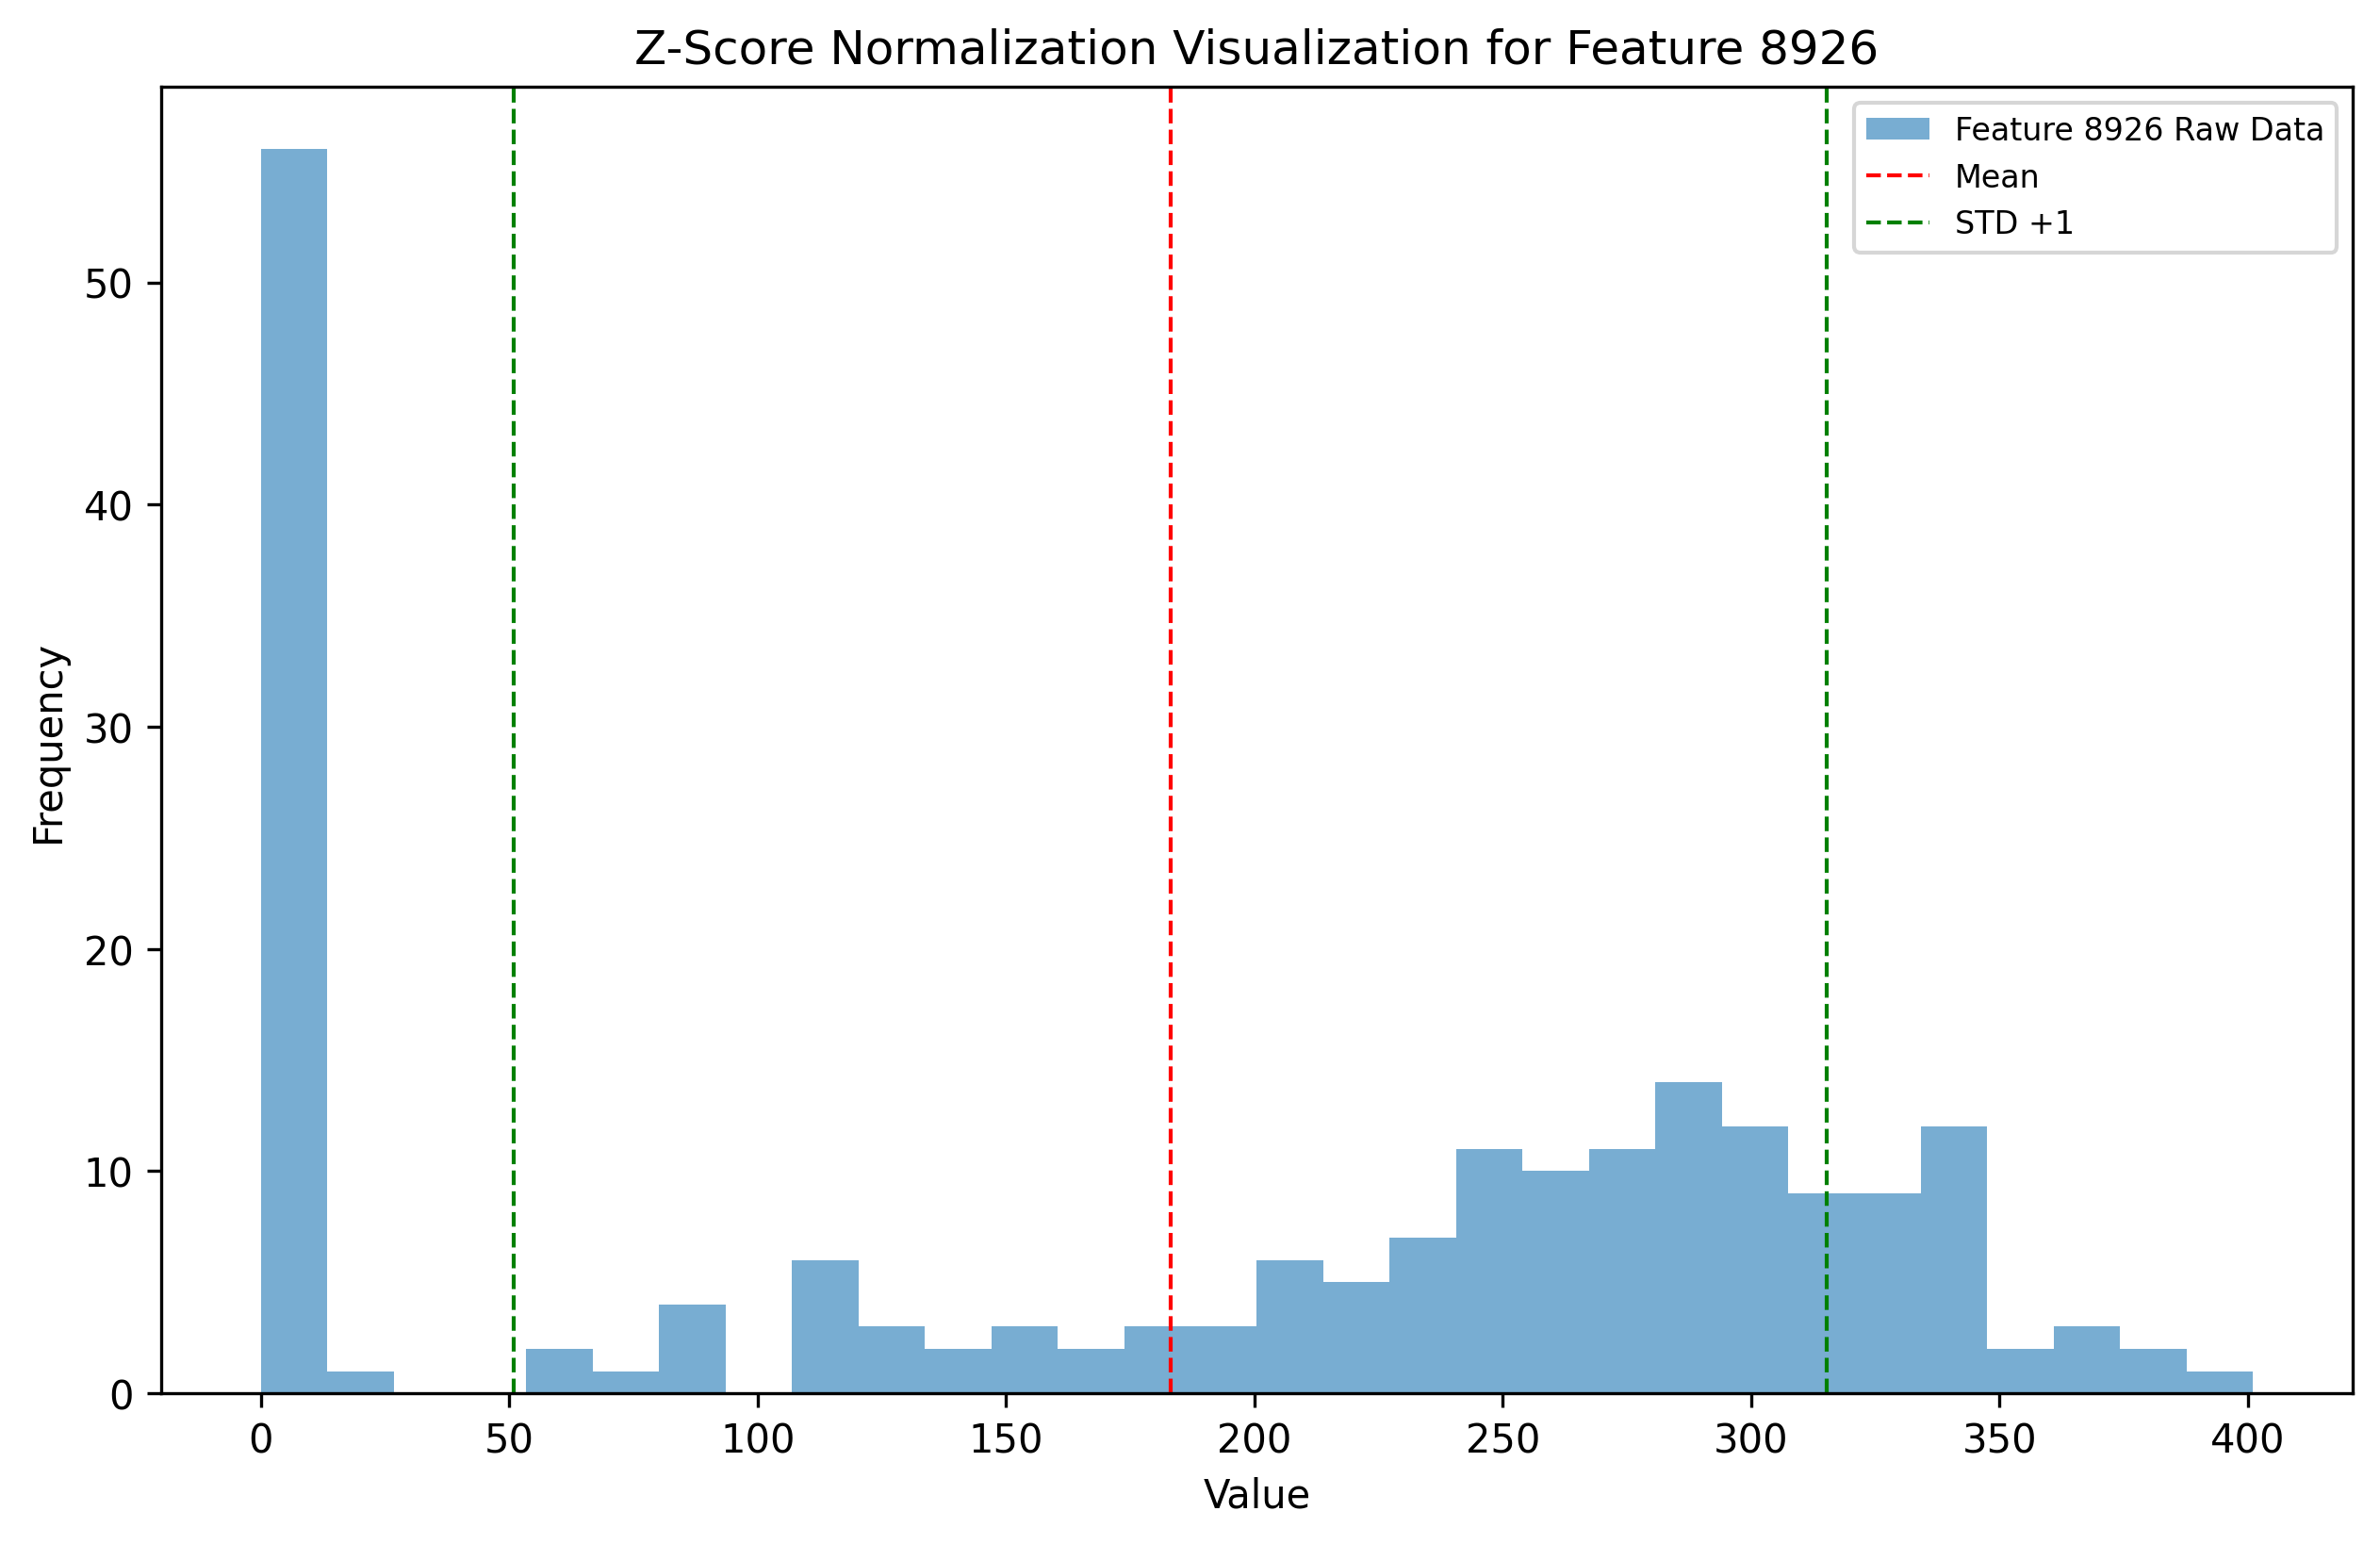 Z-Score Normalization Visualization for Feature 8926
Feature 8926 Raw Data
Mean
STD +1
Frequency
50
40
30
20
10
0
0 50 100 150 200 250 300 350 400
Value